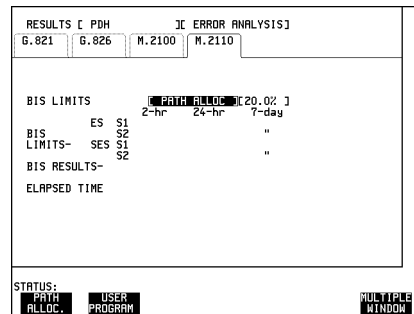 RESULTS [ PDH ][ ERROR ANALYSIS]
G.821 G.826 M.2100 M.2110
BIS LIMITS [ PATH ALLOC ][20.0% ]
2-hr 24-hr 7-day
ES S1
BIS S2 "
LIMITS- SES S1
S2 "
BIS RESULTS-
ELAPSED TIME
STATUS:
PATH ALLOC. USER PROGRAM MULTIPLE WINDOW